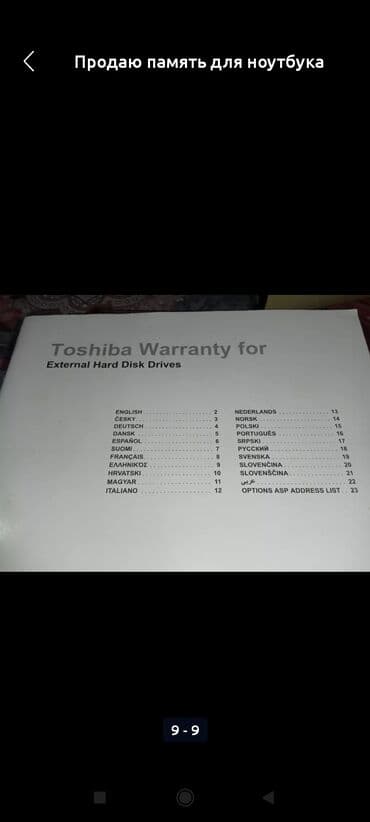 Продаю память для ноутбука
Toshiba Warranty for
External Hard Disk Drives
ENGLISH 2
ČESKY 3
DEUTSCH 4
DANSK 5
ESPAÑOL 6
SUOMI 7
FRANÇAIS 8
ΕΛΛΗΝΙΚΟΣ 9
HRVATSKI 10
MAGYAR 11
ITALIANO 12
NEDERLANDS 13
NORSK 14
POLSKI 15
PORTUGUÊS 16
SRPSKI 17
РУССКИЙ 18
SVENSKA 19
SLOVENČINA 20
SLOVENŠČINA 21
عربي 22
OPTIONS ASP ADDRESS LIST 23
9 - 9